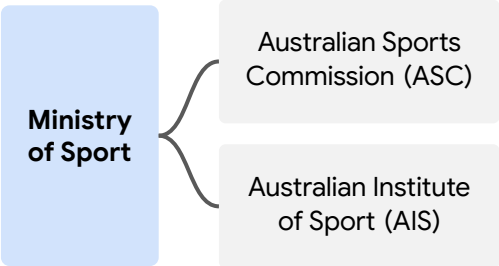 Ministry
of Sport
Australian Sports
Commission (ASC)
Australian Institute
of Sport (AIS)